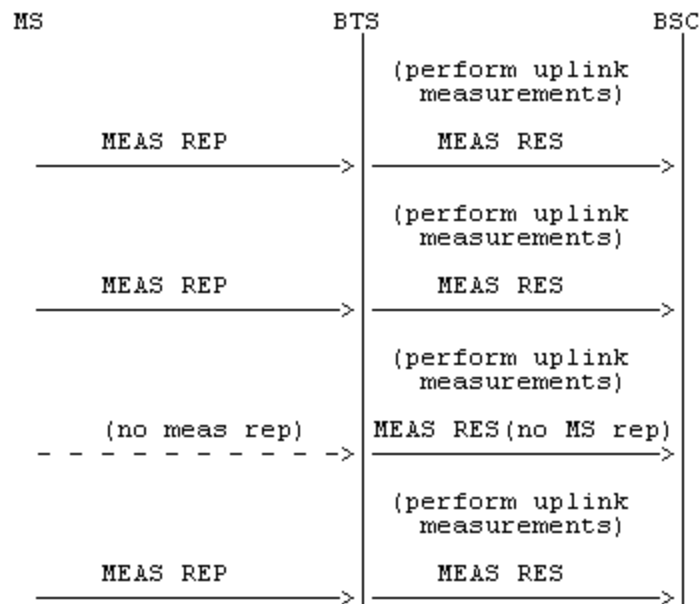 MS BTS BSC
(perform uplink
measurements)
MEAS REP MEAS RES
(perform uplink
measurements)
MEAS REP MEAS RES
(perform uplink
measurements)
(no meas rep) MEAS RES(no MS rep)
(perform uplink
measurements)
MEAS REP MEAS RES